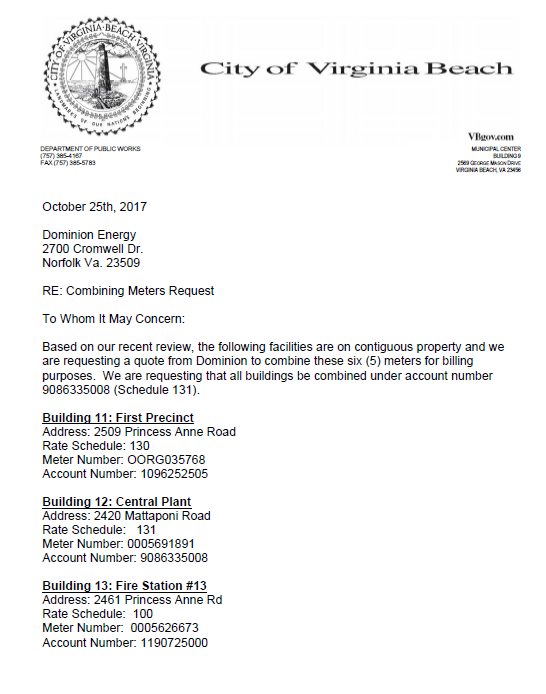 CITY OF VIRGINIA BEACH, VIRGINIA
LANDMARKS OF OUR NATION'S BEGINNING
City of Virginia Beach
VBgov.com
DEPARTMENT OF PUBLIC WORKS
(757) 385-4167
FAX (757) 385-5783
MUNICIPAL CENTER
BUILDING 9
2569 GEORGE MASON DRIVE
VIRGINIA BEACH, VA 23456
October 25th, 2017
Dominion Energy
2700 Cromwell Dr.
Norfolk Va. 23509
RE: Combining Meters Request
To Whom It May Concern:
Based on our recent review, the following facilities are on contiguous property and we
are requesting a quote from Dominion to combine these six (5) meters for billing
purposes.  We are requesting that all buildings be combined under account number
9086335008 (Schedule 131).
Building 11: First Precinct
Address: 2509 Princess Anne Road
Rate Schedule: 130
Meter Number: OORG035768
Account Number: 1096252505
Building 12: Central Plant
Address: 2420 Mattaponi Road
Rate Schedule:   131
Meter Number: 0005691891
Account Number: 9086335008
Building 13: Fire Station #13
Address: 2461 Princess Anne Rd
Rate Schedule:  100
Meter Number:  0005626673
Account Number: 1190725000